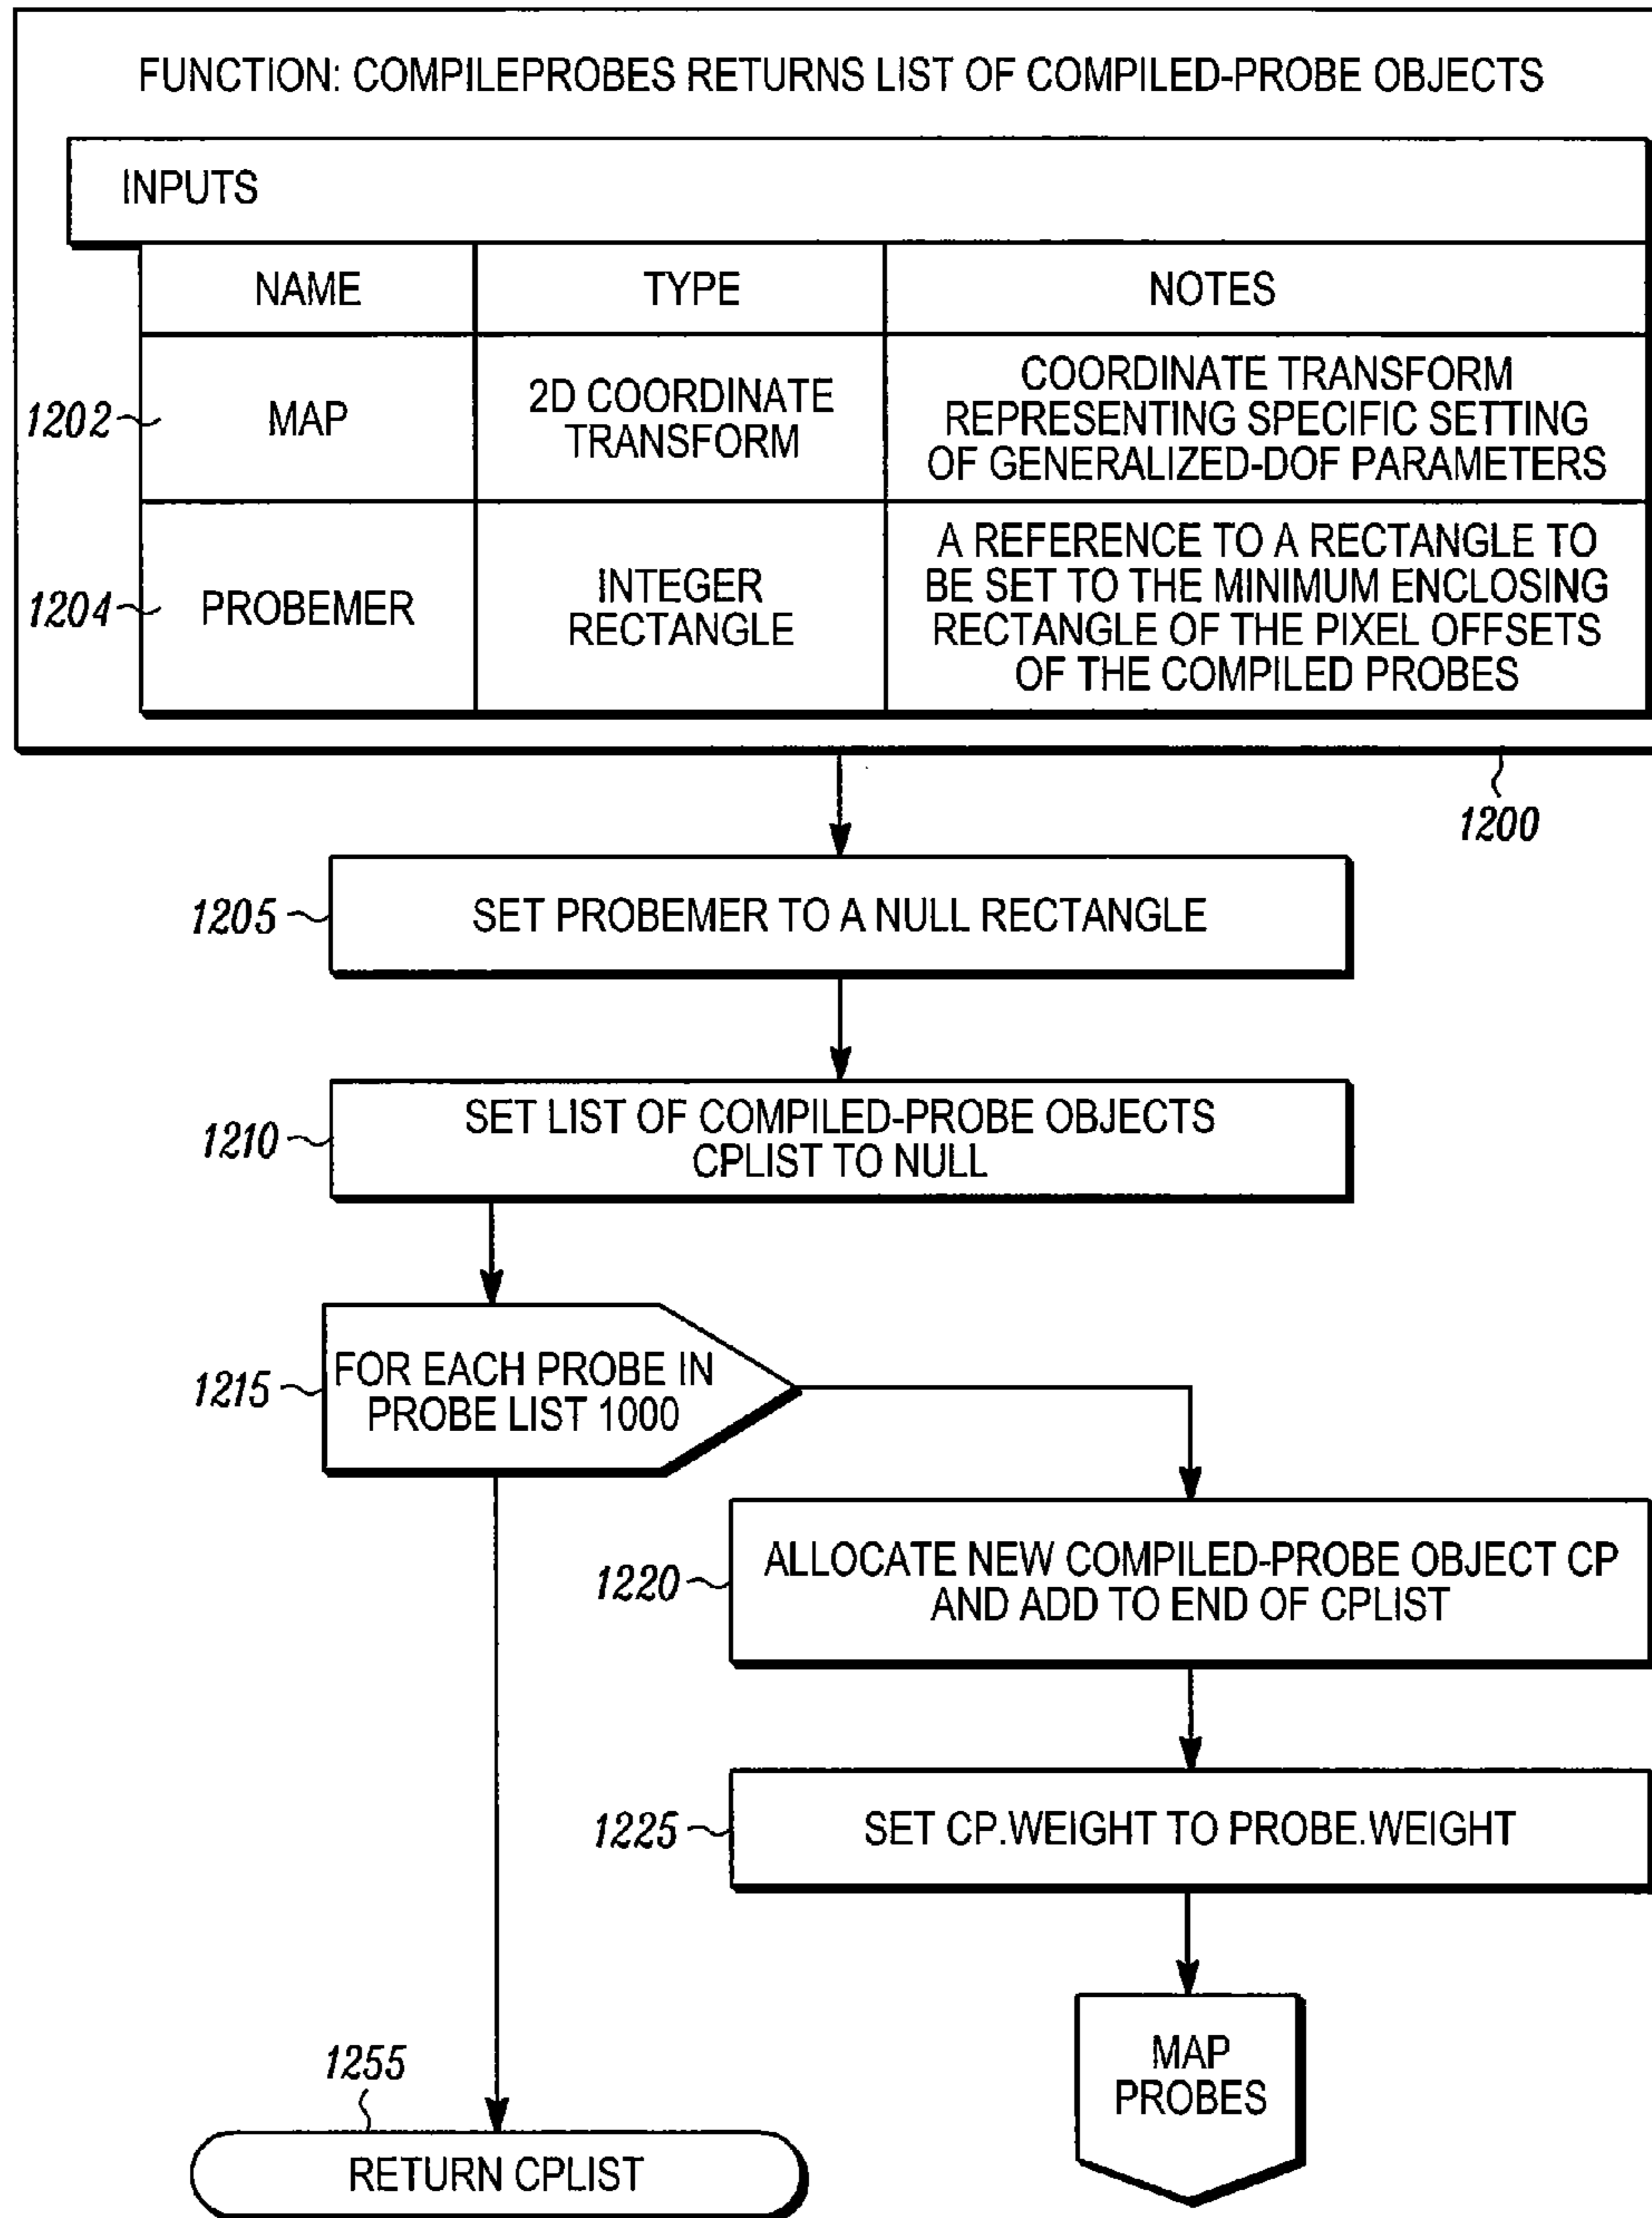 FUNCTION: COMPILEPROBES RETURNS LIST OF COMPILED-PROBE OBJECTS
INPUTS
NAME TYPE NOTES
1202
MAP
2D COORDINATE
TRANSFORM
COORDINATE TRANSFORM
REPRESENTING SPECIFIC SETTING
OF GENERALIZED-DOF PARAMETERS
1204
PROBEMER
INTEGER
RECTANGLE
A REFERENCE TO A RECTANGLE TO
BE SET TO THE MINIMUM ENCLOSING
RECTANGLE OF THE PIXEL OFFSETS
OF THE COMPILED PROBES
1200
1205
SET PROBEMER TO A NULL RECTANGLE
1210
SET LIST OF COMPILED-PROBE OBJECTS
CPLIST TO NULL
1215
FOR EACH PROBE IN
PROBE LIST 1000
1220
ALLOCATE NEW COMPILED-PROBE OBJECT CP
AND ADD TO END OF CPLIST
1225
SET CP.WEIGHT TO PROBE.WEIGHT
MAP
PROBES
1255
RETURN CPLIST